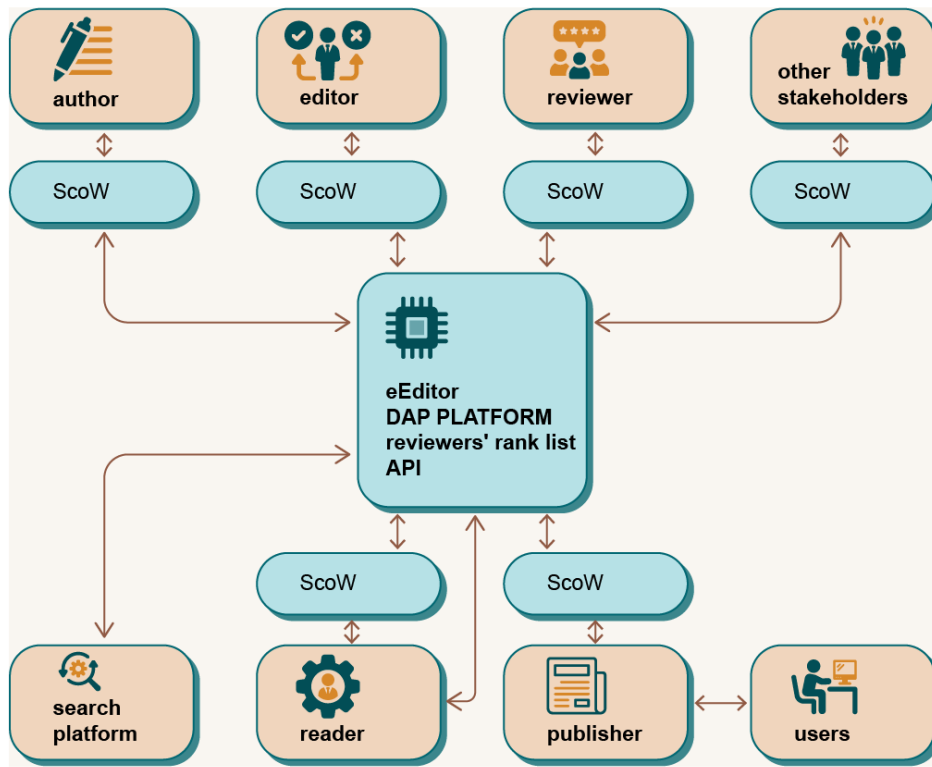 author
editor
reviewer
other
stakeholders
ScoW
ScoW
ScoW
ScoW
eEditor
DAP PLATFORM
reviewers' rank list
API
ScoW
ScoW
search
platform
reader
publisher
users